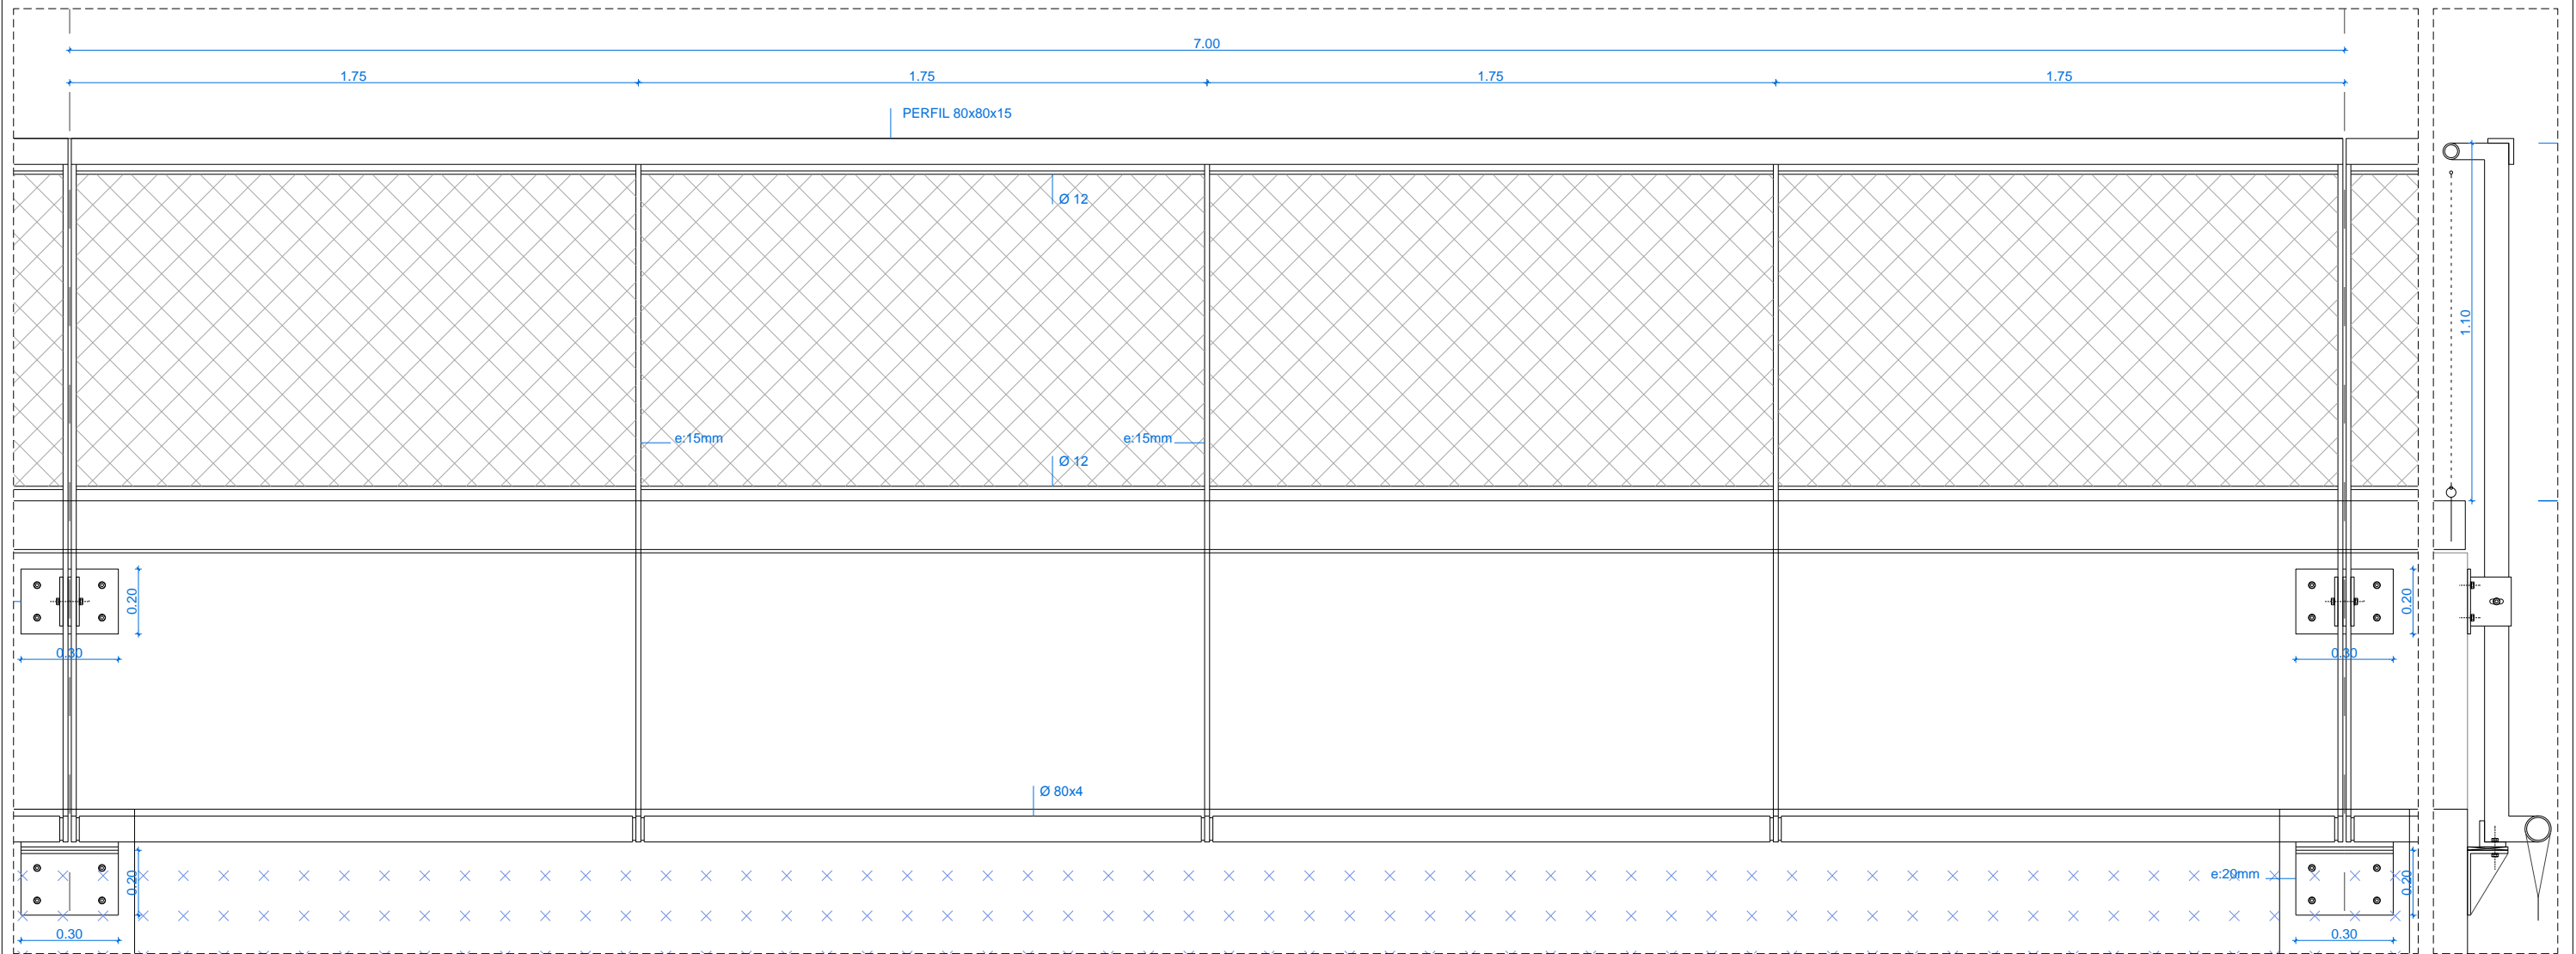 7.00
1.75 1.75 1.75 1.75
PERFIL 80x80x15
Ø 12
1.10
e:15mm e:15mm
Ø 12
0.20 0.20
0.30 0.30
Ø 80x4
0.20 e:20mm 0.20
0.30 0.30